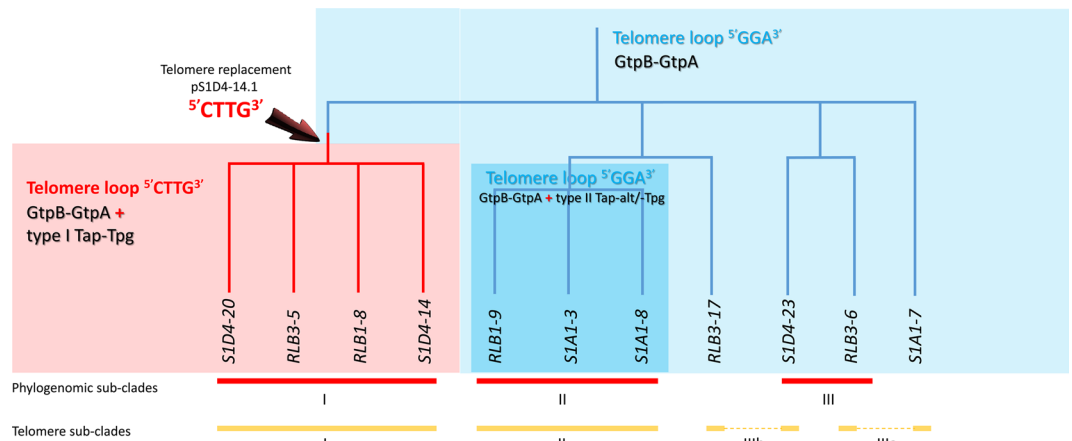 Telomere loop 5'GGA3'
GtpB-GtpA
Telomere replacement
pS1D4-14.1
5'CTTG3'
Telomere loop 5'CTTG3'
GtpB-GtpA +
type I Tap-Tpg
Telomere loop 5'GGA3'
GtpB-GtpA + type II Tap-alt/-Tpg
S1D4-20
RLB3-5
RLB1-8
S1D4-14
RLB1-9
S1A1-3
S1A1-8
RLB3-17
S1D4-23
RLB3-6
S1A1-7
Phylogenomic sub-clades
I
II
III
Telomere sub-clades